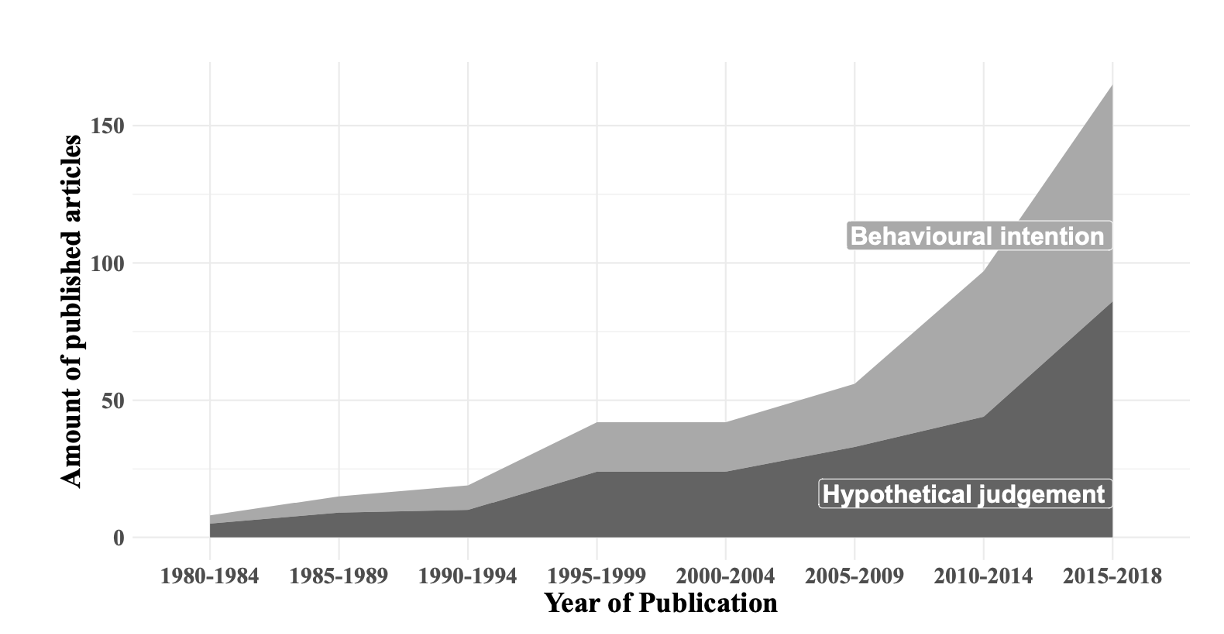 Amount of published articles
150
100
50
0
Behavioural intention
Hypothetical judgement
1980-1984 1985-1989 1990-1994 1995-1999 2000-2004 2005-2009 2010-2014 2015-2018
Year of Publication